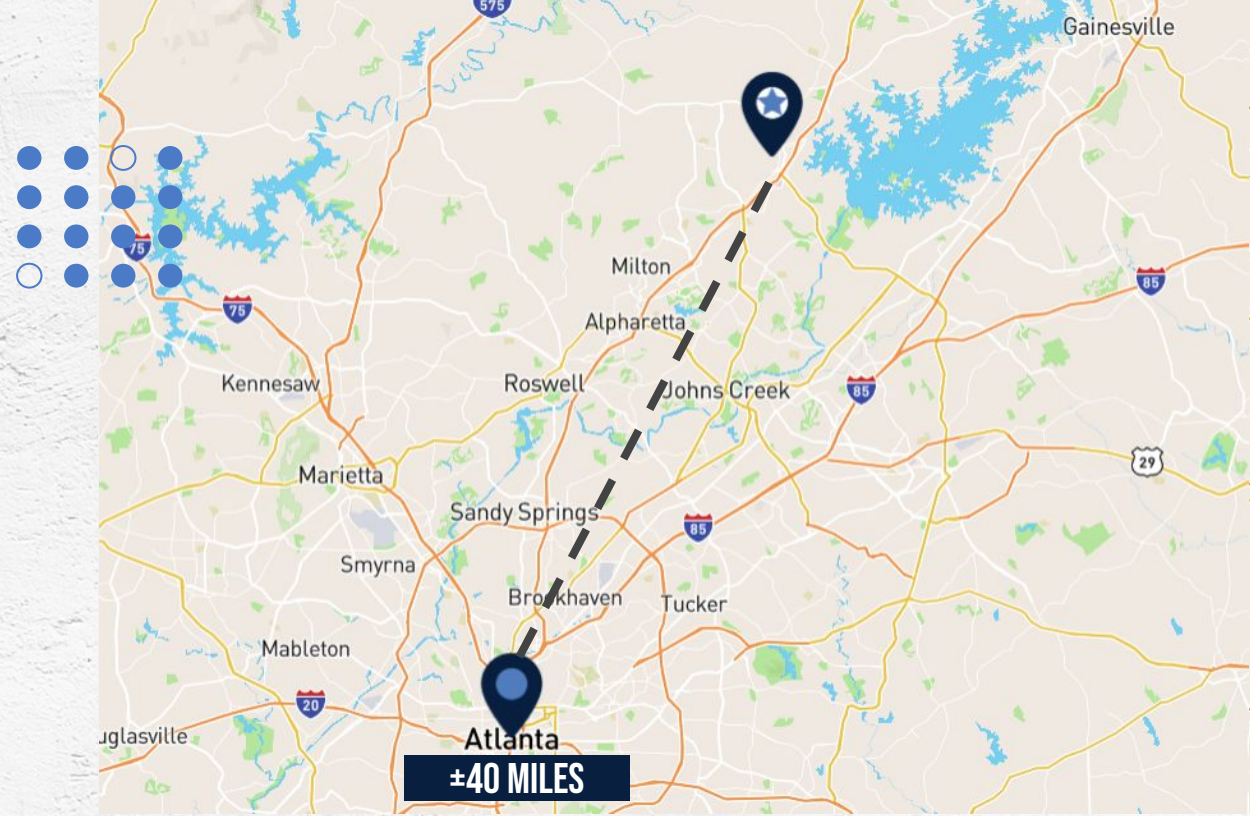 575
Gainesville
75
Milton
85
75
Alpharetta
Kennesaw
Roswell
Johns Creek
85
Marietta
29
Sandy Springs
85
Smyrna
Brookhaven
Tucker
Mableton
20
uglasville
Atlanta
±40 MILES